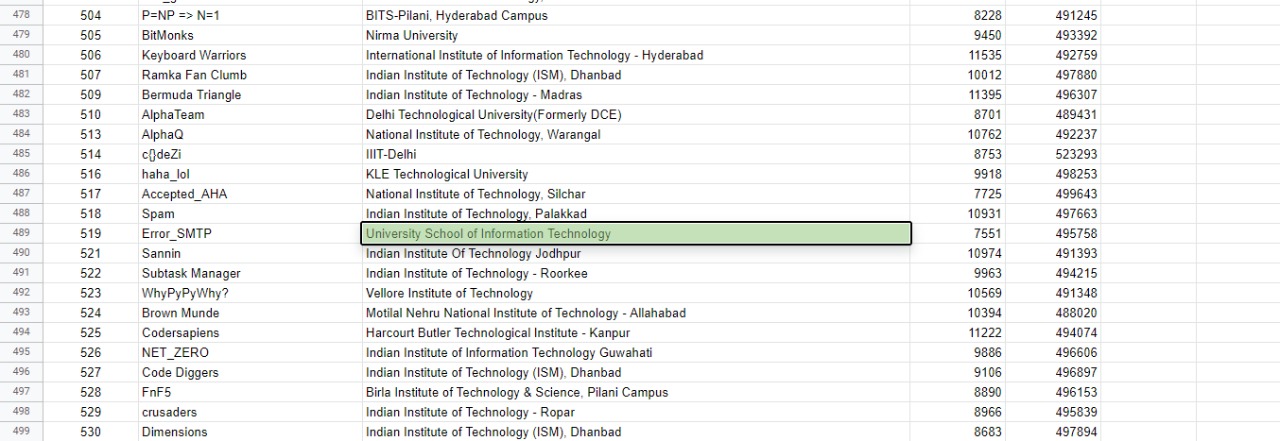 478 504 P=NP => N=1 BITS-Pilani, Hyderabad Campus 8228 491245
479 505 BitMonks Nirma University 9450 493392
480 506 Keyboard Warriors International Institute of Information Technology - Hyderabad 11535 492759
481 507 Ramka Fan Clumb Indian Institute of Technology (ISM), Dhanbad 10012 497880
482 509 Bermuda Triangle Indian Institute of Technology - Madras 11395 496307
483 510 AlphaTeam Delhi Technological University(Formerly DCE) 8701 489431
484 513 AlphaQ National Institute of Technology, Warangal 10762 492237
485 514 c{}deZi IIIT-Delhi 8753 523293
486 516 haha_lol KLE Technological University 9918 498253
487 517 Accepted_AHA National Institute of Technology, Silchar 7725 499643
488 518 Spam Indian Institute of Technology, Palakkad 10931 497663
489 519 Error_SMTP University School of Information Technology 7551 495758
490 521 Sannin Indian Institute Of Technology Jodhpur 10974 491393
491 522 Subtask Manager Indian Institute of Technology - Roorkee 9963 494215
492 523 WhyPyPyWhy? Vellore Institute of Technology 10569 491348
493 524 Brown Munde Motilal Nehru National Institute of Technology - Allahabad 10394 488020
494 525 Codersapiens Harcourt Butler Technological Institute - Kanpur 11222 494074
495 526 NET_ZERO Indian Institute of Information Technology Guwahati 9886 496606
496 527 Code Diggers Indian Institute of Technology (ISM), Dhanbad 9106 496897
497 528 FnF5 Birla Institute of Technology & Science, Pilani Campus 8890 496153
498 529 crusaders Indian Institute of Technology - Ropar 8966 495839
499 530 Dimensions Indian Institute of Technology (ISM), Dhanbad 8683 497894